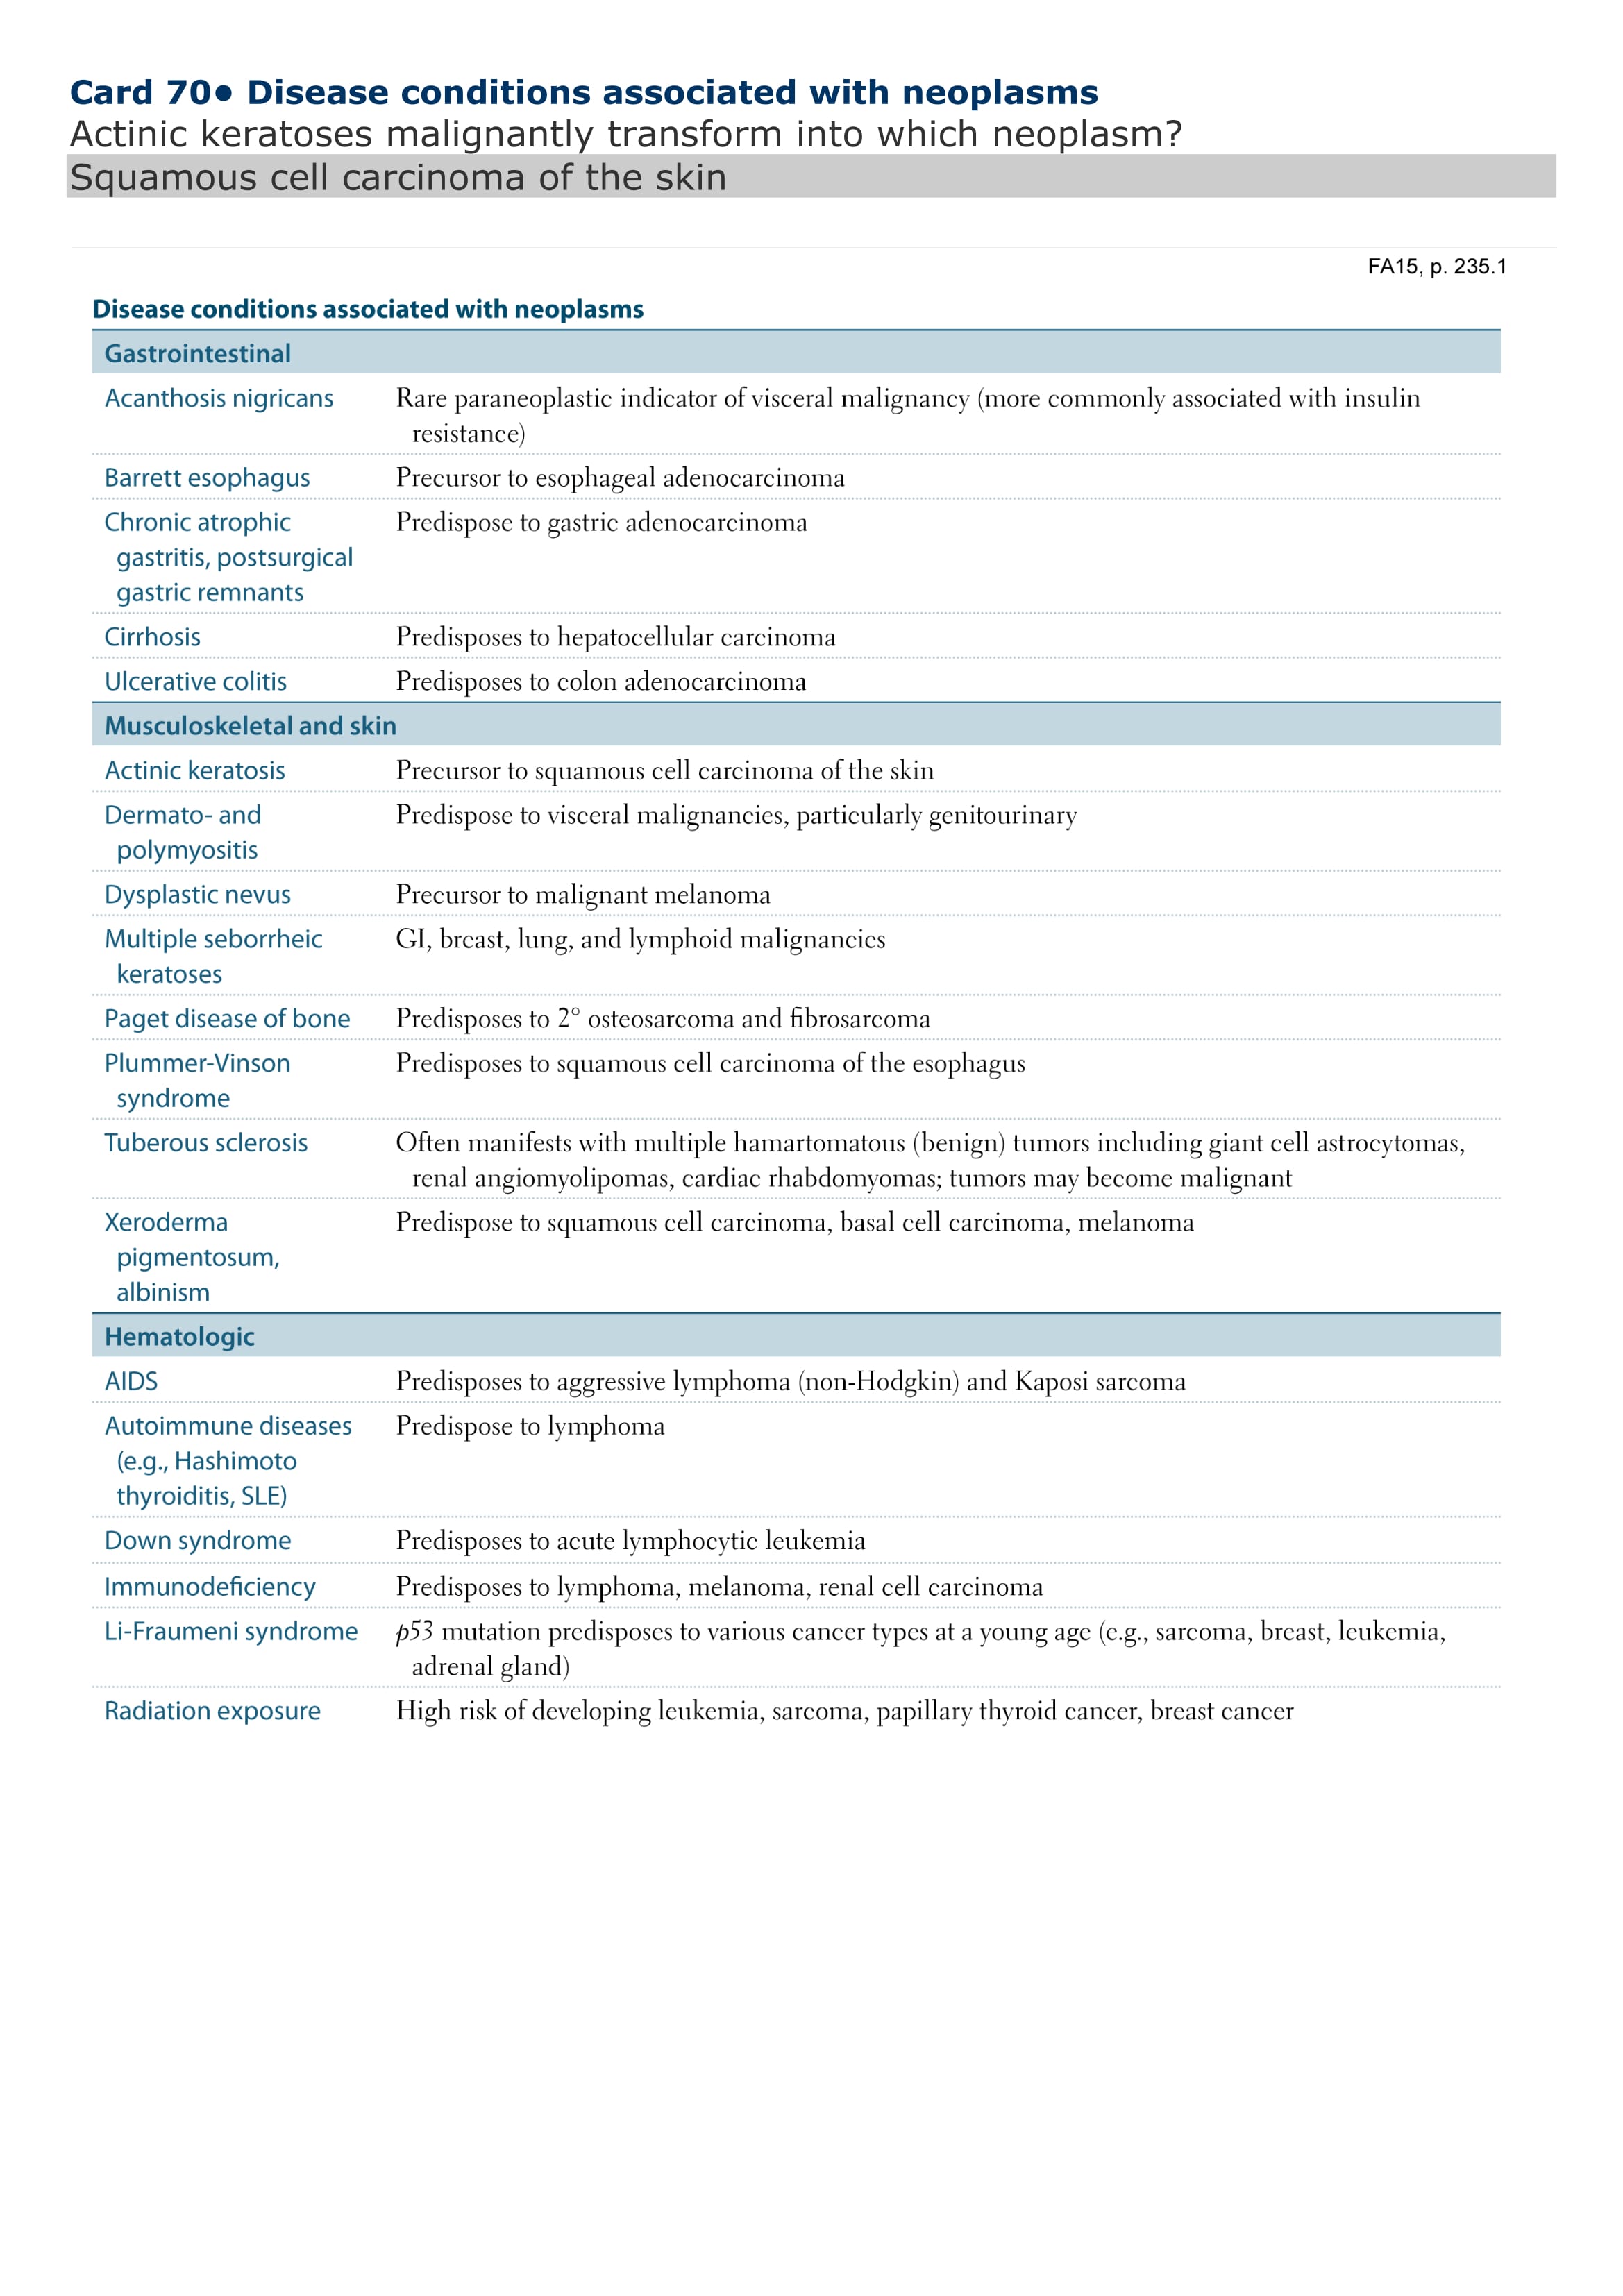 Card 70● Disease conditions associated with neoplasms
Actinic keratoses malignantly transform into which neoplasm?
Squamous cell carcinoma of the skin
FA15, p. 235.1
Disease conditions associated with neoplasms
Gastrointestinal
Acanthosis nigricans Rare paraneoplastic indicator of visceral malignancy (more commonly associated with insulin
resistance)
Barrett esophagus Precursor to esophageal adenocarcinoma
Chronic atrophic Predispose to gastric adenocarcinoma
gastritis, postsurgical
gastric remnants
Cirrhosis Predisposes to hepatocellular carcinoma
Ulcerative colitis Predisposes to colon adenocarcinoma
Musculoskeletal and skin
Actinic keratosis Precursor to squamous cell carcinoma of the skin
Dermato- and Predispose to visceral malignancies, particularly genitourinary
polymyositis
Dysplastic nevus Precursor to malignant melanoma
Multiple seborrheic GI, breast, lung, and lymphoid malignancies
keratoses
Paget disease of bone Predisposes to 2° osteosarcoma and fibrosarcoma
Plummer-Vinson Predisposes to squamous cell carcinoma of the esophagus
syndrome
Tuberous sclerosis Often manifests with multiple hamartomatous (benign) tumors including giant cell astrocytomas,
renal angiomyolipomas, cardiac rhabdomyomas; tumors may become malignant
Xeroderma Predispose to squamous cell carcinoma, basal cell carcinoma, melanoma
pigmentosum,
albinism
Hematologic
AIDS Predisposes to aggressive lymphoma (non-Hodgkin) and Kaposi sarcoma
Autoimmune diseases Predispose to lymphoma
(e.g., Hashimoto
thyroiditis, SLE)
Down syndrome Predisposes to acute lymphocytic leukemia
Immunodeficiency Predisposes to lymphoma, melanoma, renal cell carcinoma
Li-Fraumeni syndrome p53 mutation predisposes to various cancer types at a young age (e.g., sarcoma, breast, leukemia,
adrenal gland)
Radiation exposure High risk of developing leukemia, sarcoma, papillary thyroid cancer, breast cancer